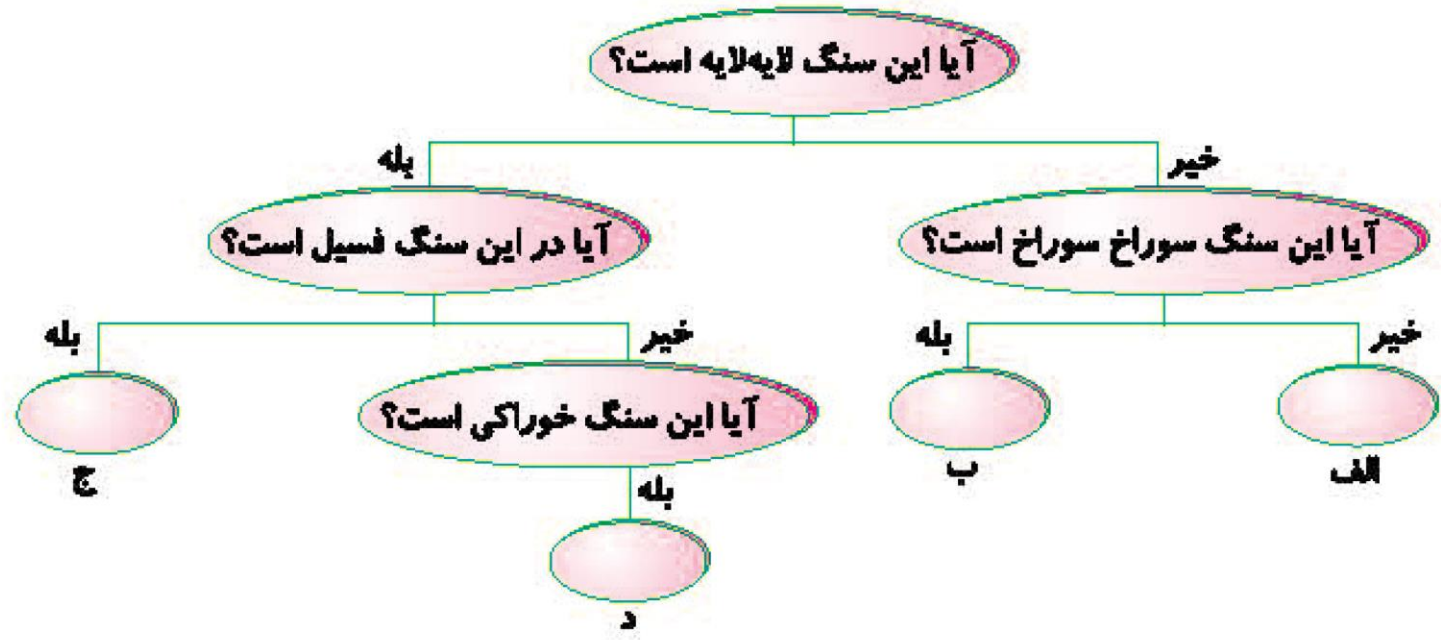 آیا این سنگ لایه‌لایه است؟
خیر
بله
آیا این سنگ سوراخ سوراخ است؟
آیا در این سنگ فسیل است؟
خیر
بله
خیر
بله
آیا این سنگ خوراکی است؟
الف
ب
ج
بله
د